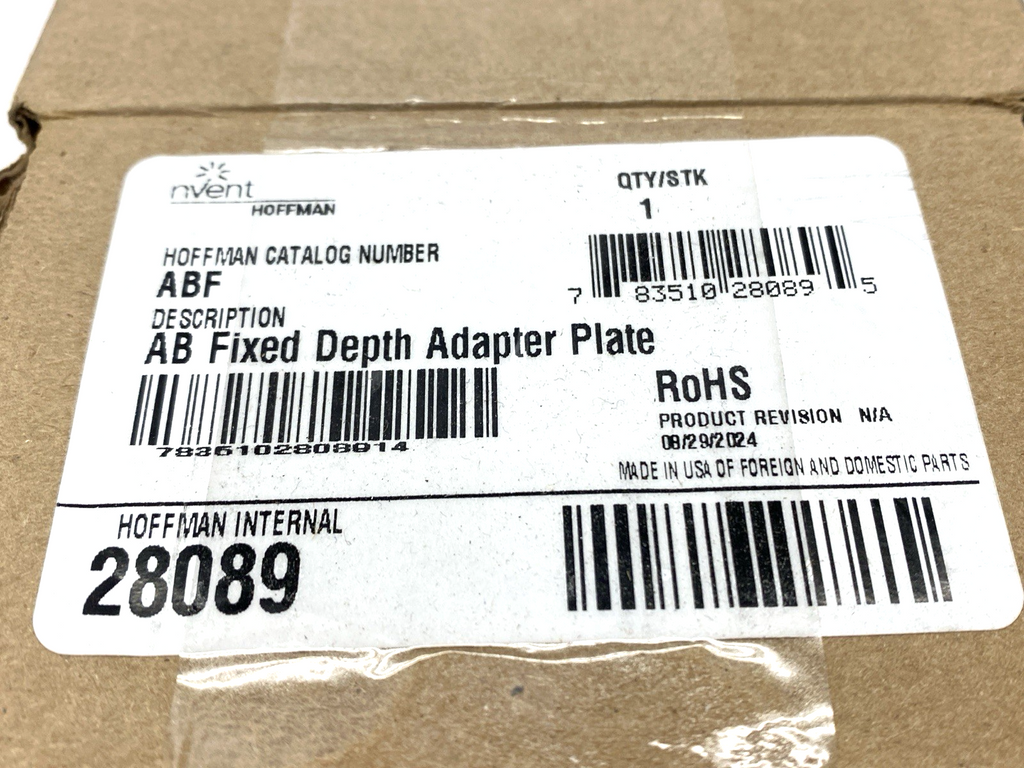 nVent
HOFFMAN
QTY/STK
1
HOFFMAN CATALOG NUMBER
ABF
7 83510 28089 5
DESCRIPTION
AB Fixed Depth Adapter Plate
7835102808914
RoHS
PRODUCT REVISION N/A
08/29/2024
MADE IN USA OF FOREIGN AND DOMESTIC PARTS
HOFFMAN INTERNAL
28089